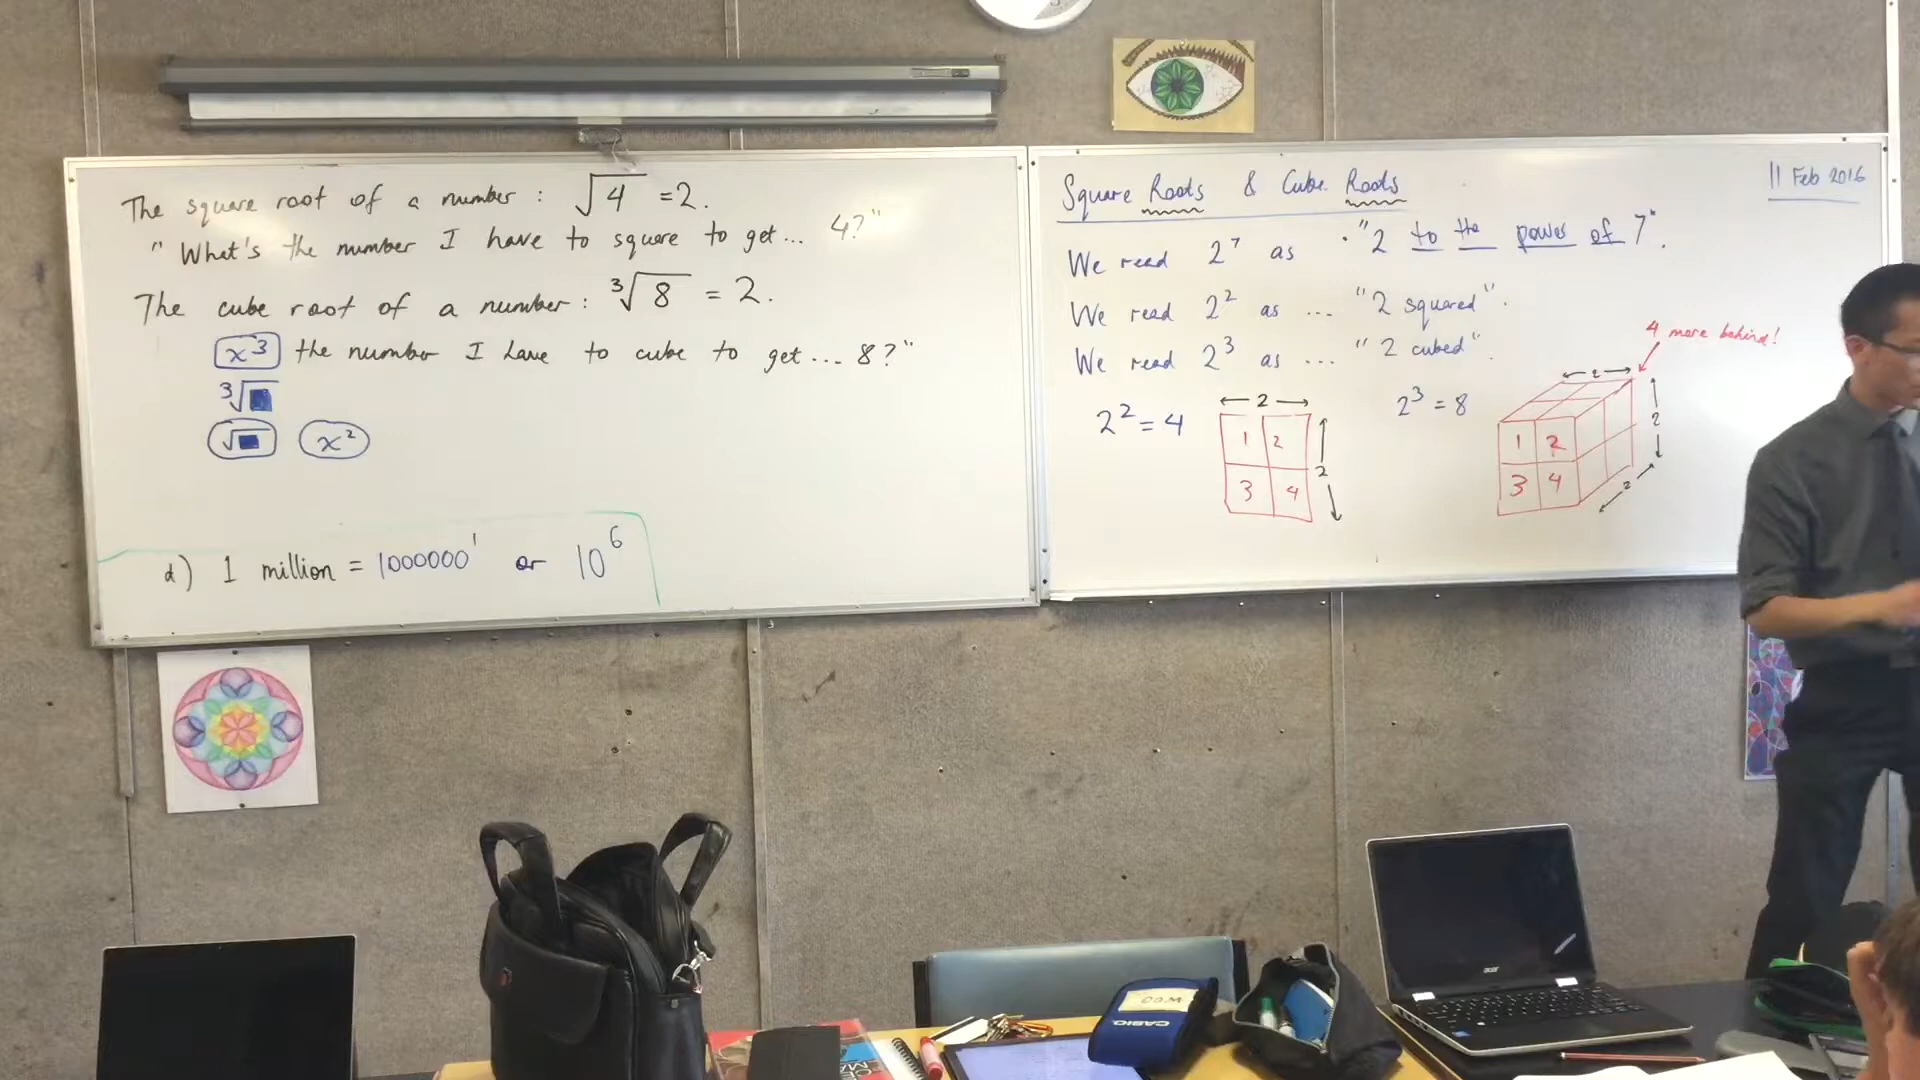 The square root of a number : √4 = 2.
"What's the number I have to square to get... 4?"
The cube root of a number : ³√8 = 2.
x³ the number I have to cube to get... 8?"
³√■
√■ x²
d) 1 million = 1000000¹ or 10⁶
Square Roots & Cube Roots
11 Feb 2016
We read 2⁷ as "2 to the power of 7".
We read 2² as ... "2 squared".
We read 2³ as ... "2 cubed".
2² = 4
2
1 2
3 4
2
2³ = 8
4 more behind!
2
1 2
3 4
2
2
acer
CASIO